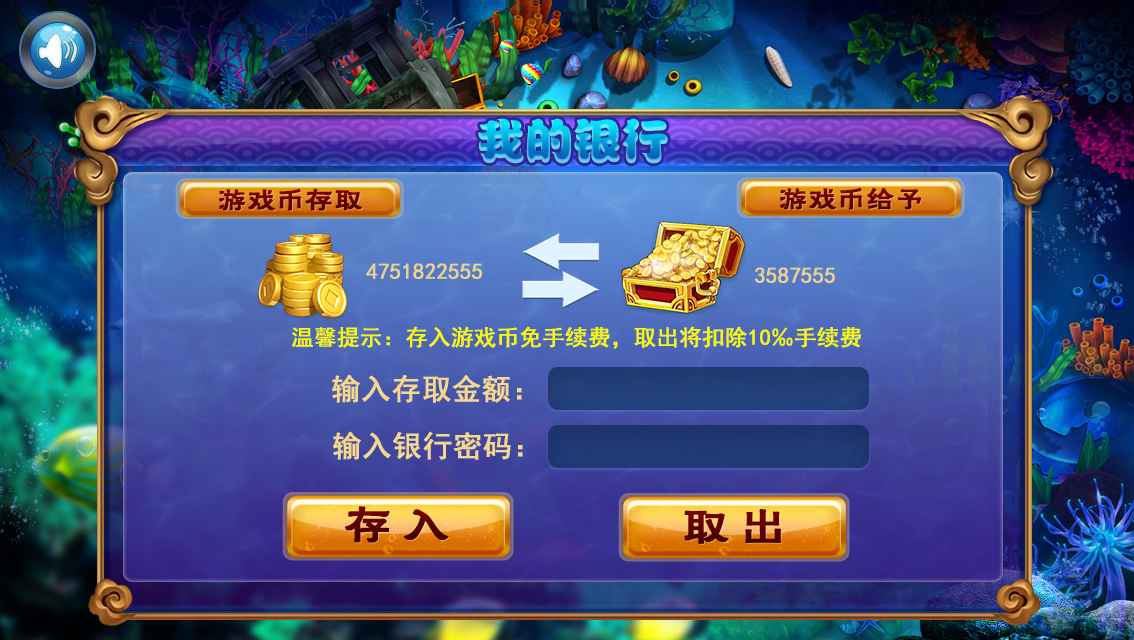 我的银行
游戏币存取
游戏币给予
4751822555
3587555
温馨提示：存入游戏币免手续费，取出将扣除10‰手续费
输入存取金额：
输入银行密码：
存入
取出